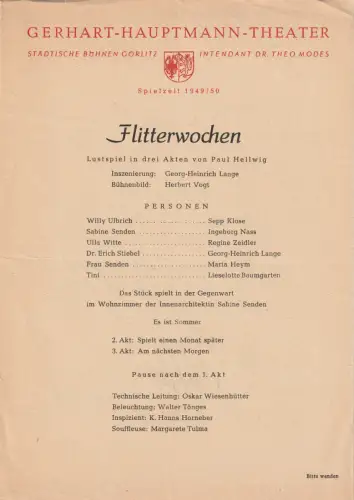 GERHART-HAUPTMANN-THEATER
STÄDTISCHE BÜHNEN GÖRLITZ INTENDANT DR. THEO MODES
Spielzeit 1949/50
Flitterwochen
Lustspiel in drei Akten von Paul Hellwig
Inszenierung: Georg-Heinrich Lange
Bühnenbild: Herbert Vogt
PERSONEN
Willy Ulbrich . . . . . . . . . . . . . . . . Sepp Klose
Sabine Senden . . . . . . . . . . . . . . . . Ingeburg Nass
Ulla Witte . . . . . . . . . . . . . . . . Regine Zeidler
Dr. Erich Stiebel . . . . . . . . . . . . . . . . Georg-Heinrich Lange
Frau Senden . . . . . . . . . . . . . . . . Maria Heym
Tini . . . . . . . . . . . . . . . . Lieselotte Baumgarten
Das Stück spielt in der Gegenwart
im Wohnzimmer der Innenarchitektin Sabine Senden
Es ist Sommer
2. Akt: Spielt einen Monat später
3. Akt: Am nächsten Morgen
Pause nach dem 1. Akt
Technische Leitung: Oskar Wiesenhütter
Beleuchtung: Walter Tönges
Inspizient: K. Hanns Horneber
Souffleuse: Margarete Tulma
Bitte wenden